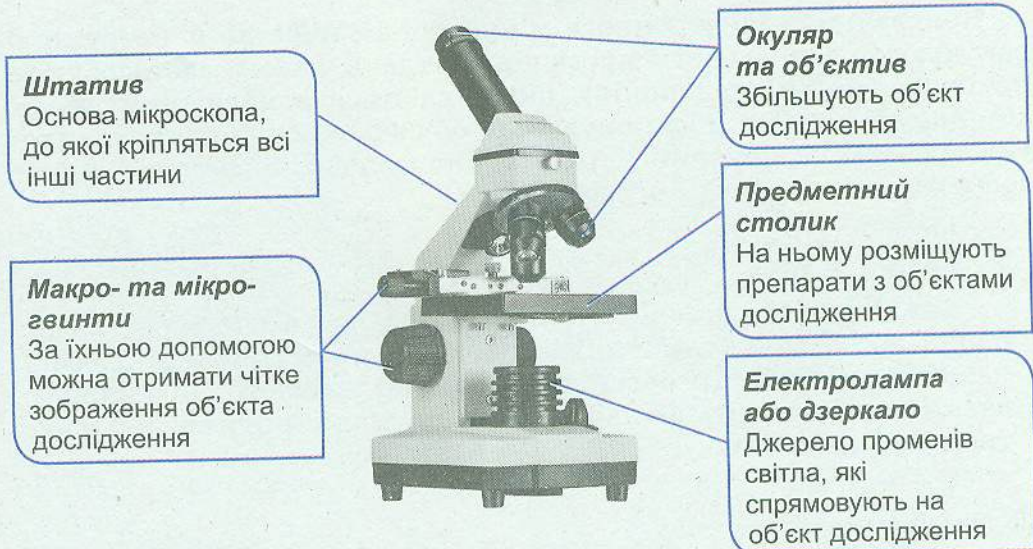 Штатив
Основа мікроскопа,
до якої кріпляться всі
інші частини
Макро- та мікро-
гвинти
За їхньою допомогою
можна отримати чітке
зображення об’єкта
дослідження
Окуляр
та об’єктив
Збільшують об’єкт
дослідження
Предметний
столик
На ньому розміщують
препарати з об’єктами
дослідження
Електролампа
або дзеркало
Джерело променів
світла, які
спрямовують на
об’єкт дослідження